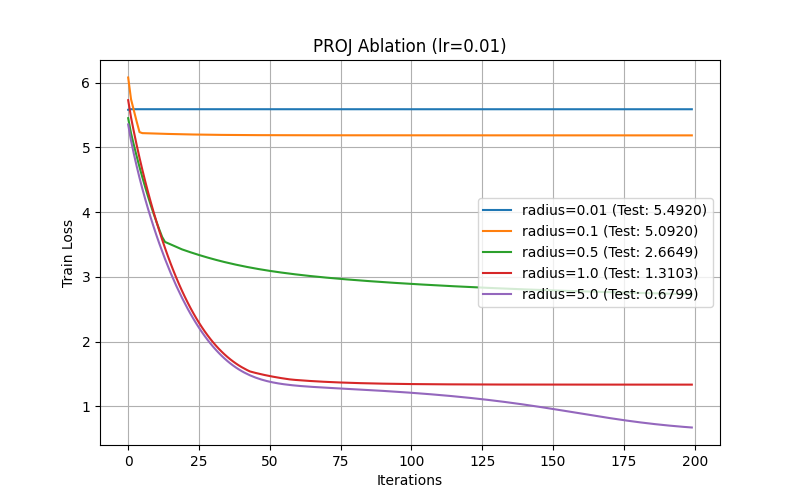 PROJ Ablation (lr=0.01)
6
5
4
3
2
1
Train Loss
radius=0.01 (Test: 5.4920)
radius=0.1 (Test: 5.0920)
radius=0.5 (Test: 2.6649)
radius=1.0 (Test: 1.3103)
radius=5.0 (Test: 0.6799)
0 25 50 75 100 125 150 175 200
Iterations